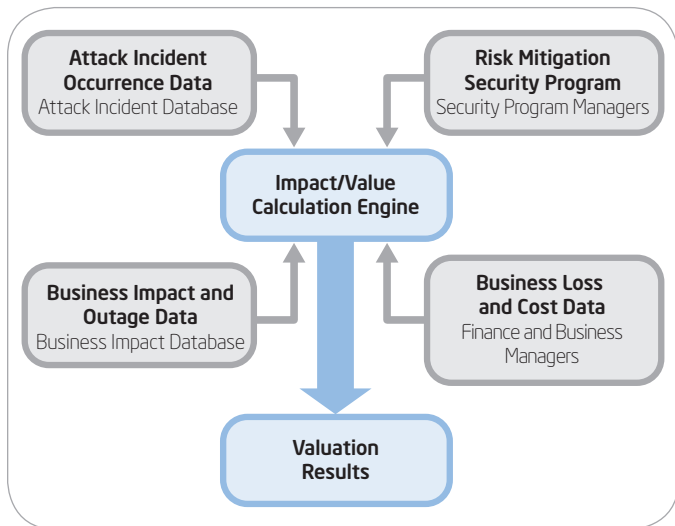 Attack Incident
Occurrence Data
Attack Incident Database
Risk Mitigation
Security Program
Security Program Managers
Impact/Value
Calculation Engine
Business Impact and
Outage Data
Business Impact Database
Business Loss
and Cost Data
Finance and Business
Managers
Valuation
Results